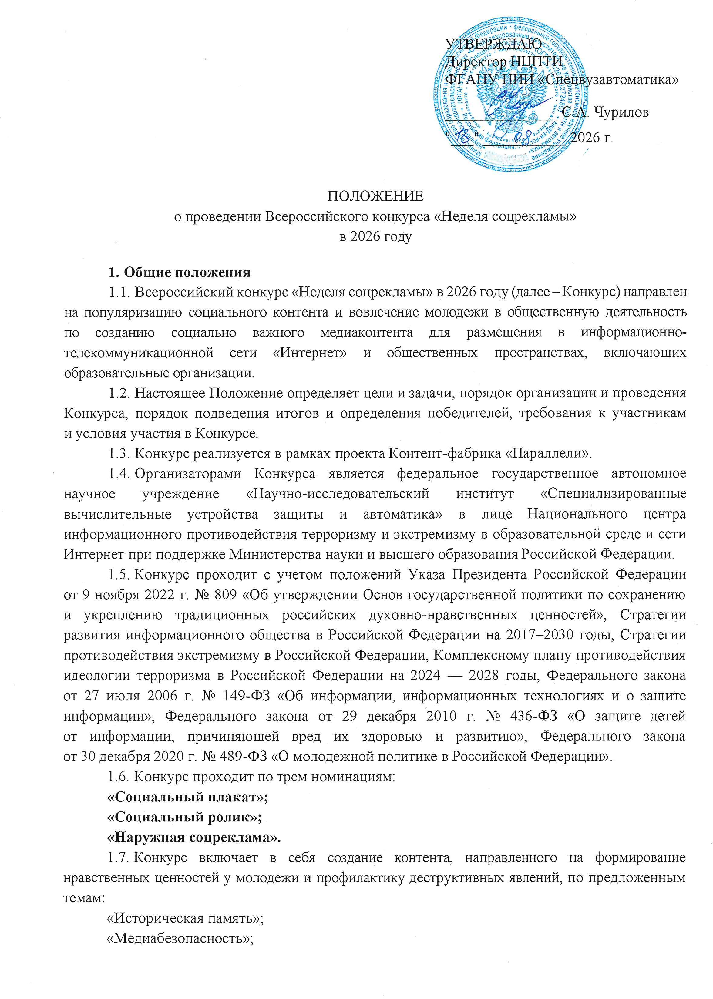 УТВЕРЖДАЮ
Директор НЦПТИ
ФГАНУ НИИ «Спецвузавтоматика»
С.А. Чурилов
" " 08 2026 г.
ПОЛОЖЕНИЕ
о проведении Всероссийского конкурса «Неделя соцрекламы»
в 2026 году
1. Общие положения
1.1. Всероссийский конкурс «Неделя соцрекламы» в 2026 году (далее – Конкурс) направлен
на популяризацию социального контента и вовлечение молодежи в общественную деятельность
по созданию социально важного медиаконтента для размещения в информационно-
телекоммуникационной сети «Интернет» и общественных пространствах, включающих
образовательные организации.
1.2. Настоящее Положение определяет цели и задачи, порядок организации и проведения
Конкурса, порядок подведения итогов и определения победителей, требования к участникам
и условия участия в Конкурсе.
1.3. Конкурс реализуется в рамках проекта Контент-фабрика «Параллели».
1.4. Организаторами Конкурса является федеральное государственное автономное
научное учреждение «Научно-исследовательский институт «Специализированные
вычислительные устройства защиты и автоматика» в лице Национального центра
информационного противодействия терроризму и экстремизму в образовательной среде и сети
Интернет при поддержке Министерства науки и высшего образования Российской Федерации.
1.5. Конкурс проходит с учетом положений Указа Президента Российской Федерации
от 9 ноября 2022 г. № 809 «Об утверждении Основ государственной политики по сохранению
и укреплению традиционных российских духовно-нравственных ценностей», Стратегии
развития информационного общества в Российской Федерации на 2017–2030 годы, Стратегии
противодействия экстремизму в Российской Федерации, Комплексному плану противодействия
идеологии терроризма в Российской Федерации на 2024 — 2028 годы, Федерального закона
от 27 июля 2006 г. № 149-ФЗ «Об информации, информационных технологиях и о защите
информации», Федерального закона от 29 декабря 2010 г. № 436-ФЗ «О защите детей
от информации, причиняющей вред их здоровью и развитию», Федерального закона
от 30 декабря 2020 г. № 489-ФЗ «О молодежной политике в Российской Федерации».
1.6. Конкурс проходит по трем номинациям:
«Социальный плакат»;
«Социальный ролик»;
«Наружная соцреклама».
1.7. Конкурс включает в себя создание контента, направленного на формирование
нравственных ценностей у молодежи и профилактику деструктивных явлений, по предложенным
темам:
«Историческая память»;
«Медиабезопасность»;